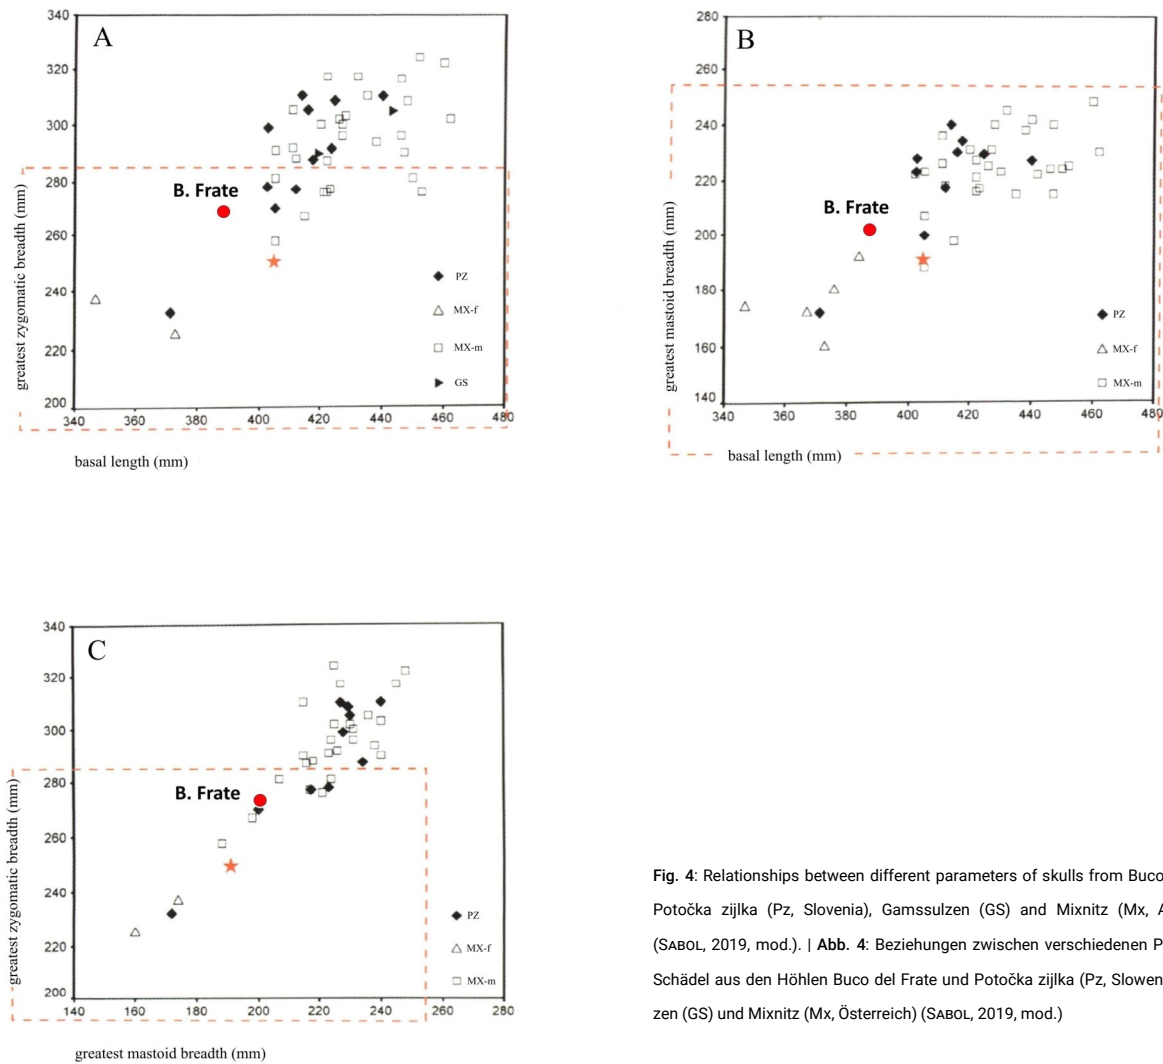 A
340
320
300
280
260
240
220
200
greatest zygomatic breadth (mm)
B. Frate
PZ
MX-f
MX-m
GS
340
360
380
400
420
440
460
480
basal length (mm)
B
280
260
240
220
200
180
160
140
greatest mastoid breadth (mm)
B. Frate
PZ
MX-f
MX-m
340
360
380
400
420
440
460
480
basal length (mm)
C
340
320
300
280
260
240
220
200
greatest zygomatic breadth (mm)
B. Frate
PZ
MX-f
MX-m
140
160
180
200
220
240
260
280
greatest mastoid breadth (mm)
Fig. 4: Relationships between different parameters of skulls from Buco
Potočka zijlka (Pz, Slovenia), Gamssulzen (GS) and Mixnitz (Mx, A
(SABOL, 2019, mod.). | Abb. 4: Beziehungen zwischen verschiedenen P
Schädel aus den Höhlen Buco del Frate und Potočka zijlka (Pz, Slowen
zen (GS) und Mixnitz (Mx, Österreich) (SABOL, 2019, mod.)